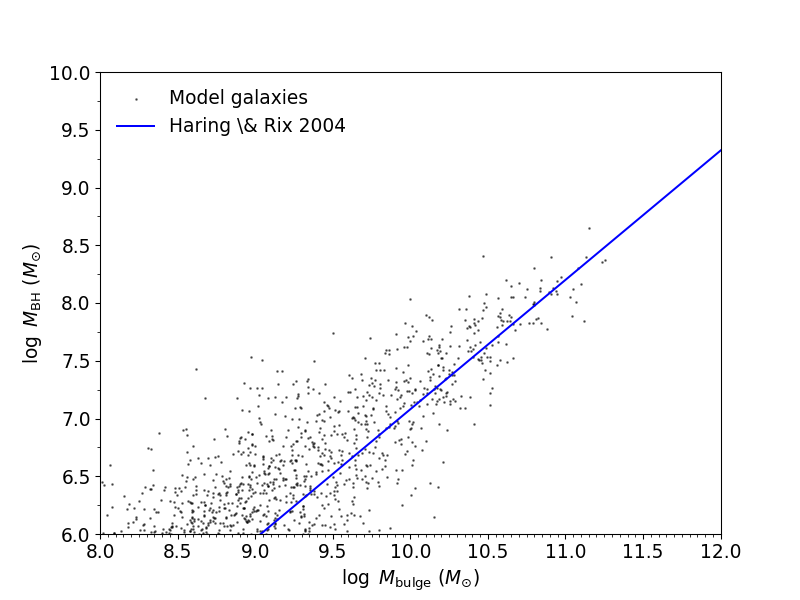 10.0
9.5
9.0
8.5
8.0
7.5
7.0
6.5
6.0
log M_BH (M_⊙)
Model galaxies
Haring \& Rix 2004
8.0 8.5 9.0 9.5 10.0 10.5 11.0 11.5 12.0
log M_bulge (M_⊙)